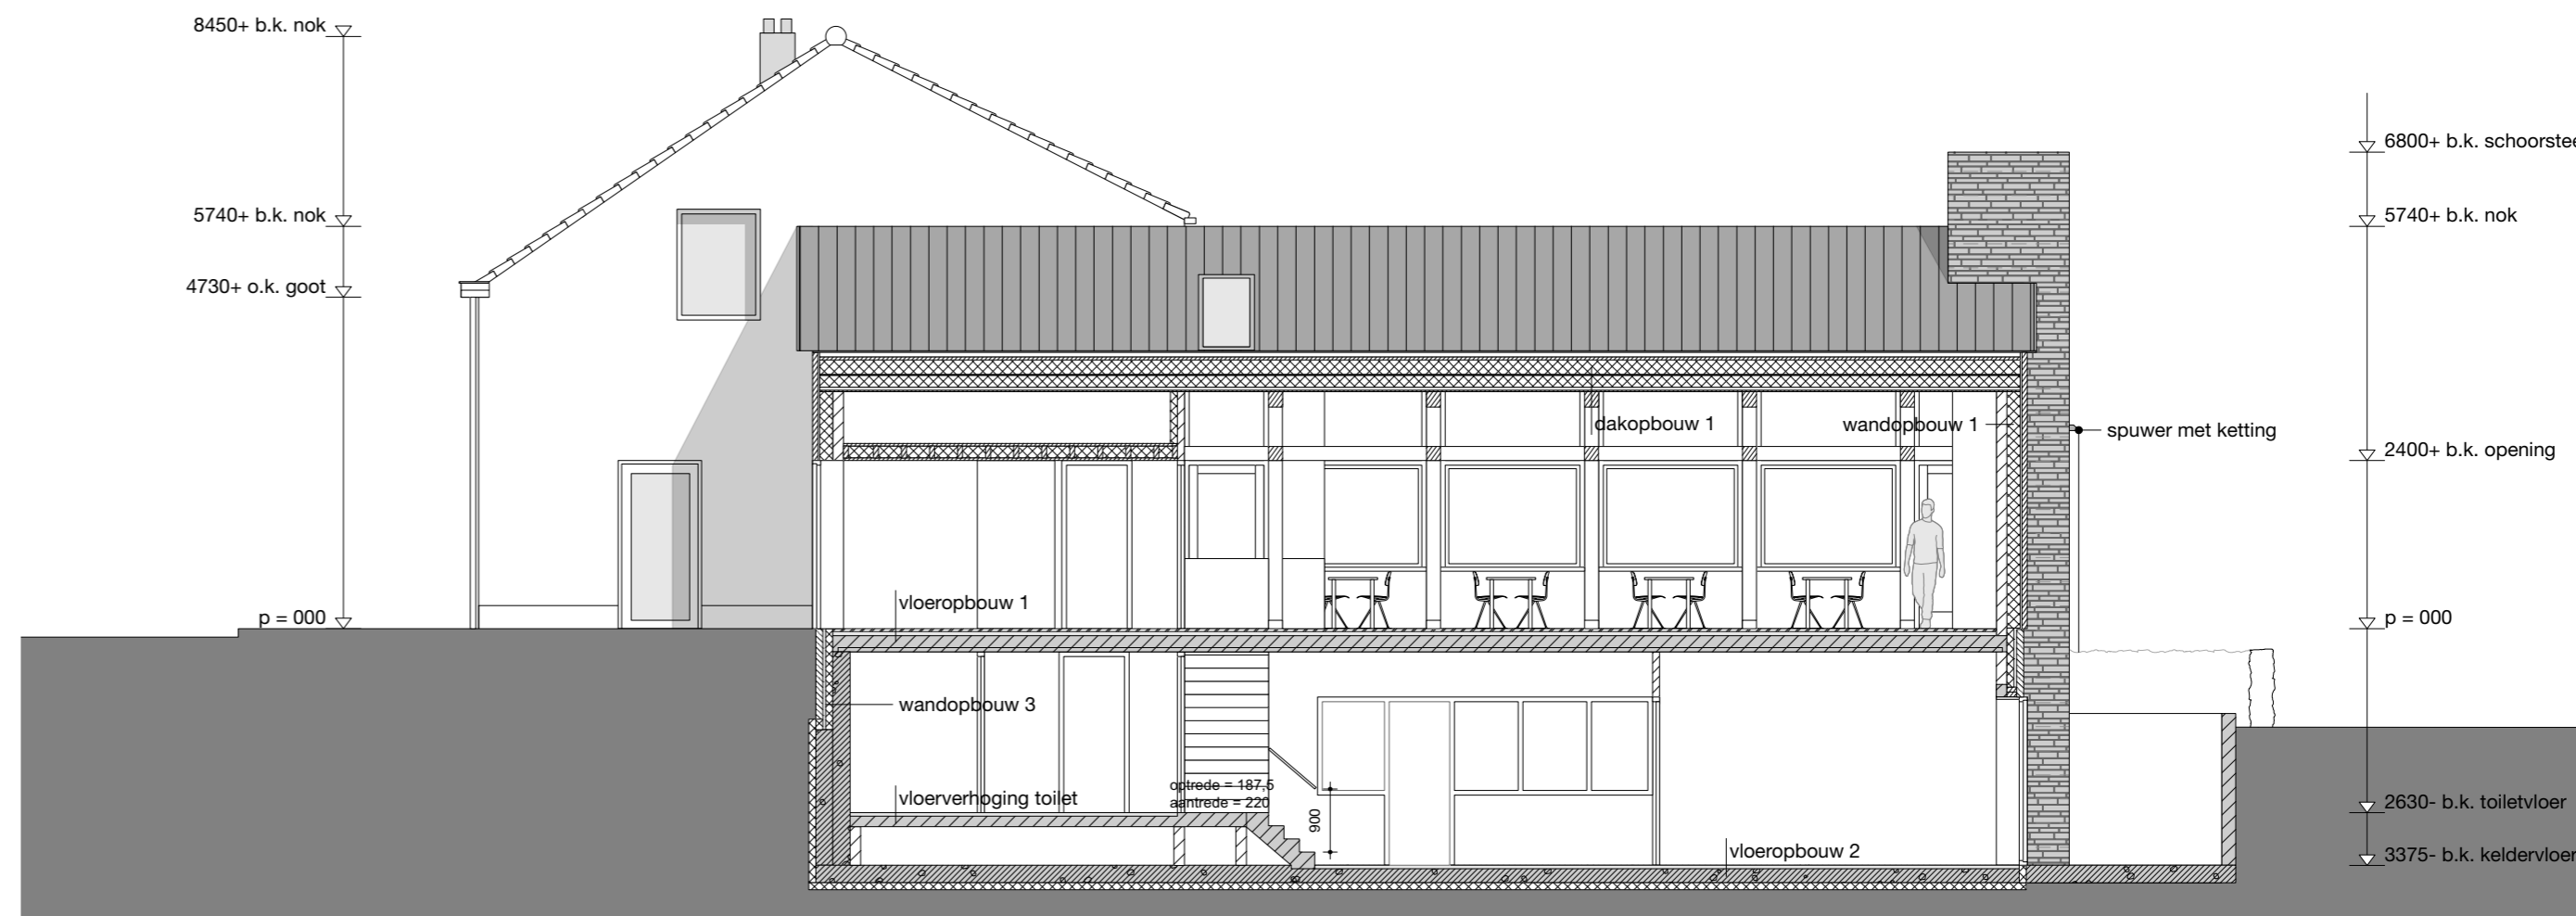 8450+ b.k. nok
5740+ b.k. nok
4730+ o.k. goot
p = 000
6800+ b.k. schoorstee
5740+ b.k. nok
dakopbouw 1
wandopbouw 1
spuwer met ketting
2400+ b.k. opening
vloeropbouw 1
p = 000
wandopbouw 3
optrede = 187,5
aantrede = 220
vloerverhoging toilet
900
2630- b.k. toiletvloer
vloeropbouw 2
3375- b.k. keldervloer